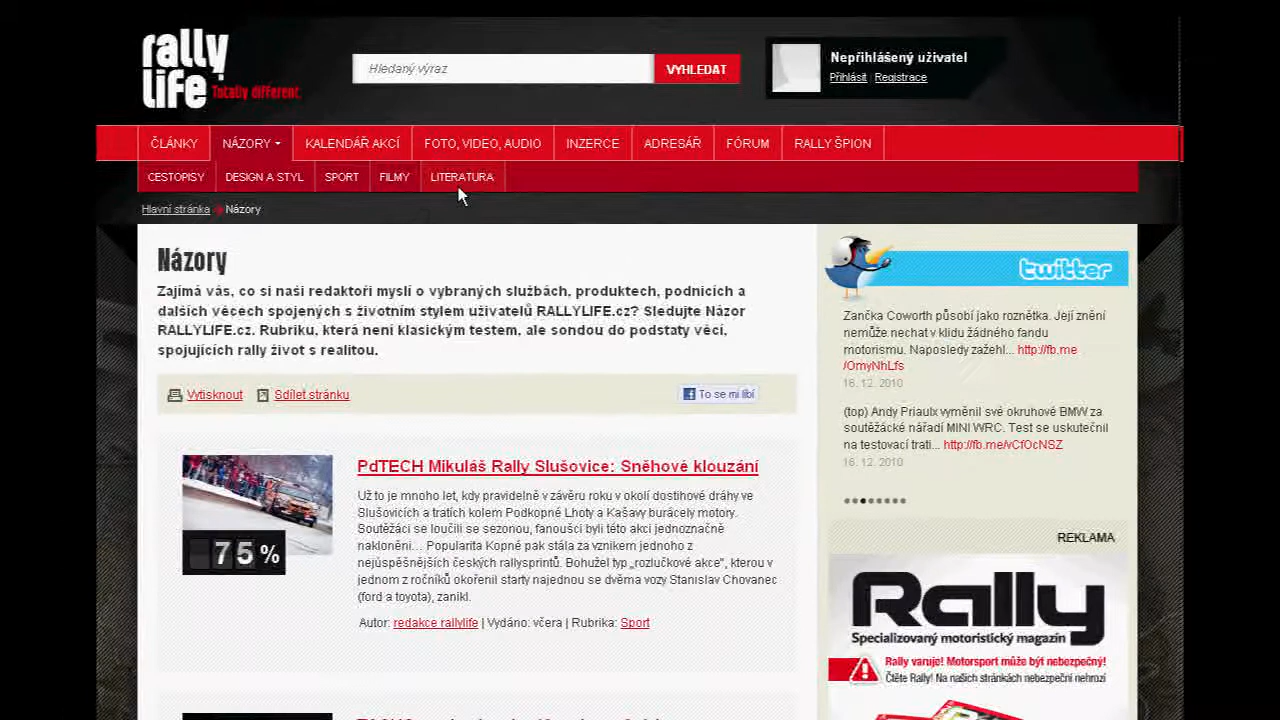 rally
life Totally different.
Hledaný výraz
VYHLEDAT
Nepřihlášený uživatel
Přihlásit | Registrace
ČLÁNKY
NÁZORY
KALENDÁŘ AKCÍ
FOTO, VIDEO, AUDIO
INZERCE
ADRESÁŘ
FÓRUM
RALLY ŠPION
CESTOPISY
DESIGN A STYL
SPORT
FILMY
LITERATURA
Hlavní stránka Názory
Názory
Zajímá vás, co si naši redaktoři myslí o vybraných službách, produktech, podnicích a
dalších věcech spojených s životním stylem uživatelů RALLYLIFE.cz? Sledujte Názor
RALLYLIFE.cz. Rubriku, která není klasickým testem, ale sondou do podstaty věcí,
spojujících rally život s realitou.
Vytisknout
Sdílet stránku
To se mi líbí
75%
PdTECH Mikuláš Rally Slušovice: Sněhové klouzání
Už to je mnoho let, kdy pravidelně v závěru roku v okolí dostihové dráhy ve
Slušovicích a tratích kolem Podkopné Lhoty a Kašavy burácely motory.
Soutěžáci se loučili se sezonou, fanoušci byli této akci jednoznačně
nakloněni... Popularita Kopné pak stála za vznikem jednoho z
nejúspěšnějších českých rallysprintů. Bohužel typ „rozlučkové akce", kterou v
jednom z ročníků okořenil starty najednou se dvěma vozy Stanislav Chovanec
(ford a toyota), zanikl.
Autor: redakce rallylife | Vydáno: včera | Rubrika: Sport
twitter
Zančka Coworth působí jako roznětka. Její znění
nemůže nechat v klidu žádného fandu
motorismu. Naposledy zažehl... http://fb.me
/OmyNhLfs
16. 12. 2010
(top) Andy Priaulx vyměnil své okruhové BMW za
soutěžácké nářadí MINI WRC. Test se uskutečnil
na testovací trati... http://fb.me/vCfOcNSZ
16. 12. 2010
REKLAMA
Rally
Specializovaný motoristický magazín
Rally varuje! Motorsport může být nebezpečný!
Čtěte Rally! Na našich stránkách nebezpečí nehrozí